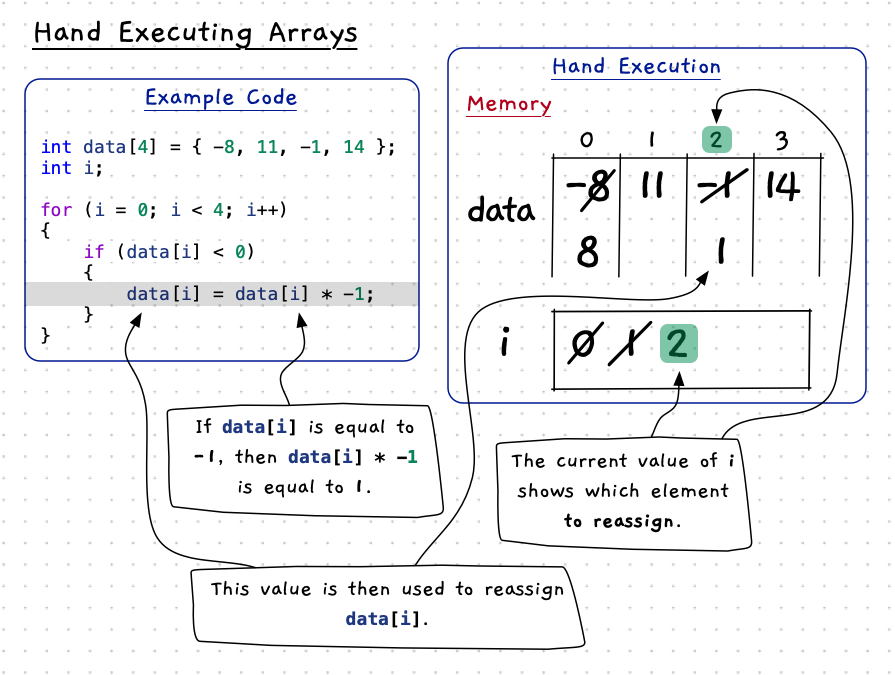 Hand Executing Arrays
Example Code
int data[4] = { -8, 11, -1, 14 };
int i;
for (i = 0; i < 4; i++)
{
if (data[i] < 0)
{
data[i] = data[i] * -1;
}
}
Hand Execution
Memory
0 1 2 3
data -8 11 -1 14
8 1
i 0 1 2
If data[i] is equal to
-1, then data[i] * -1
is equal to 1.
The current value of i
shows which element
to reassign.
This value is then used to reassign
data[i].